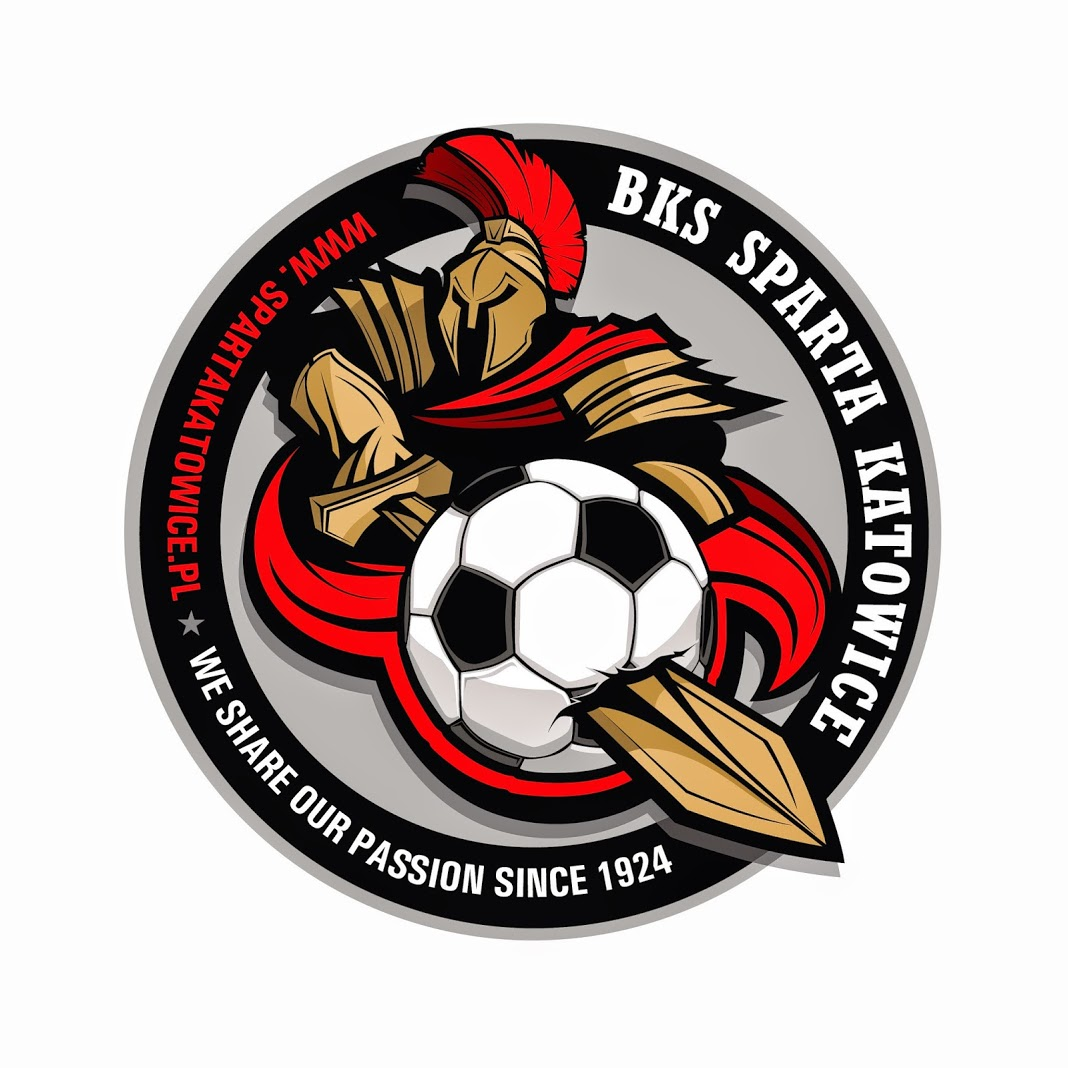 BKS SPARTA KATOWICE
WWW. SPARTAKATOWICE.PL
WE SHARE OUR PASSION SINCE 1924